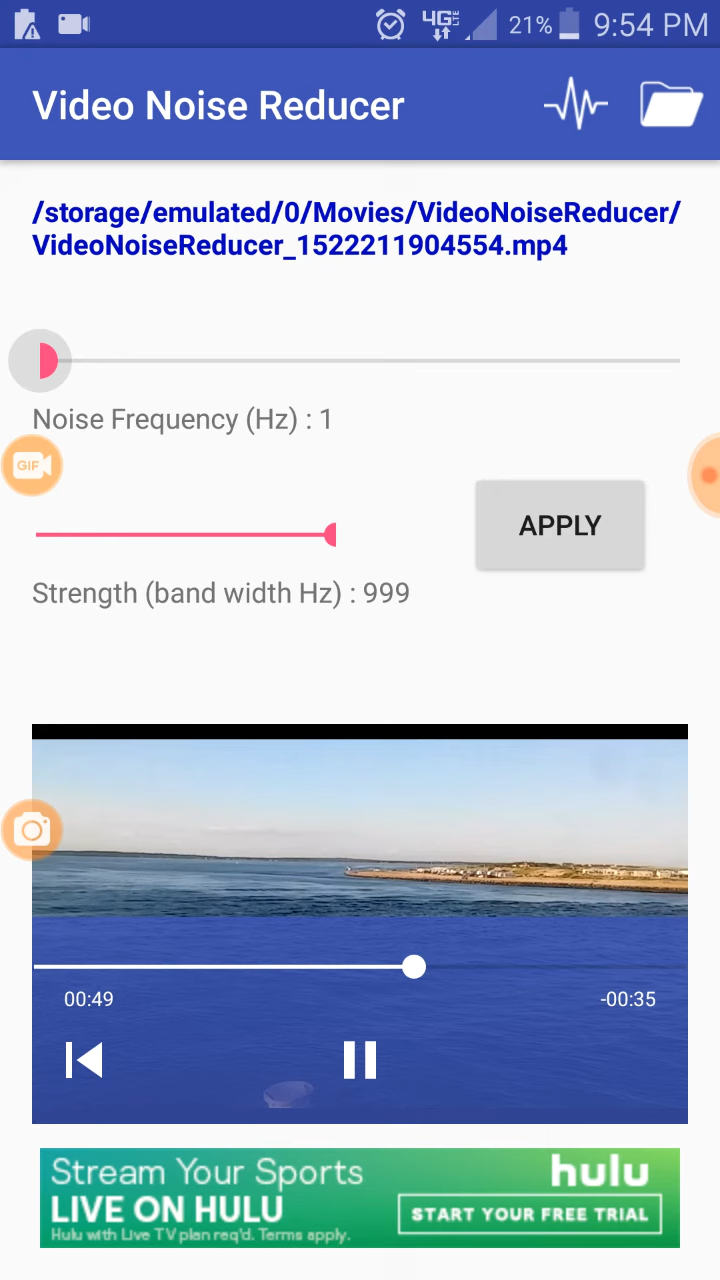 4G LTE 21% 9:54 PM
Video Noise Reducer
/storage/emulated/0/Movies/VideoNoiseReducer/
VideoNoiseReducer_1522211904554.mp4
Noise Frequency (Hz) : 1
GIF
APPLY
Strength (band width Hz) : 999
00:49
-00:35
Stream Your Sports
LIVE ON HULU
Hulu with Live TV plan req'd. Terms apply.
hulu
START YOUR FREE TRIAL